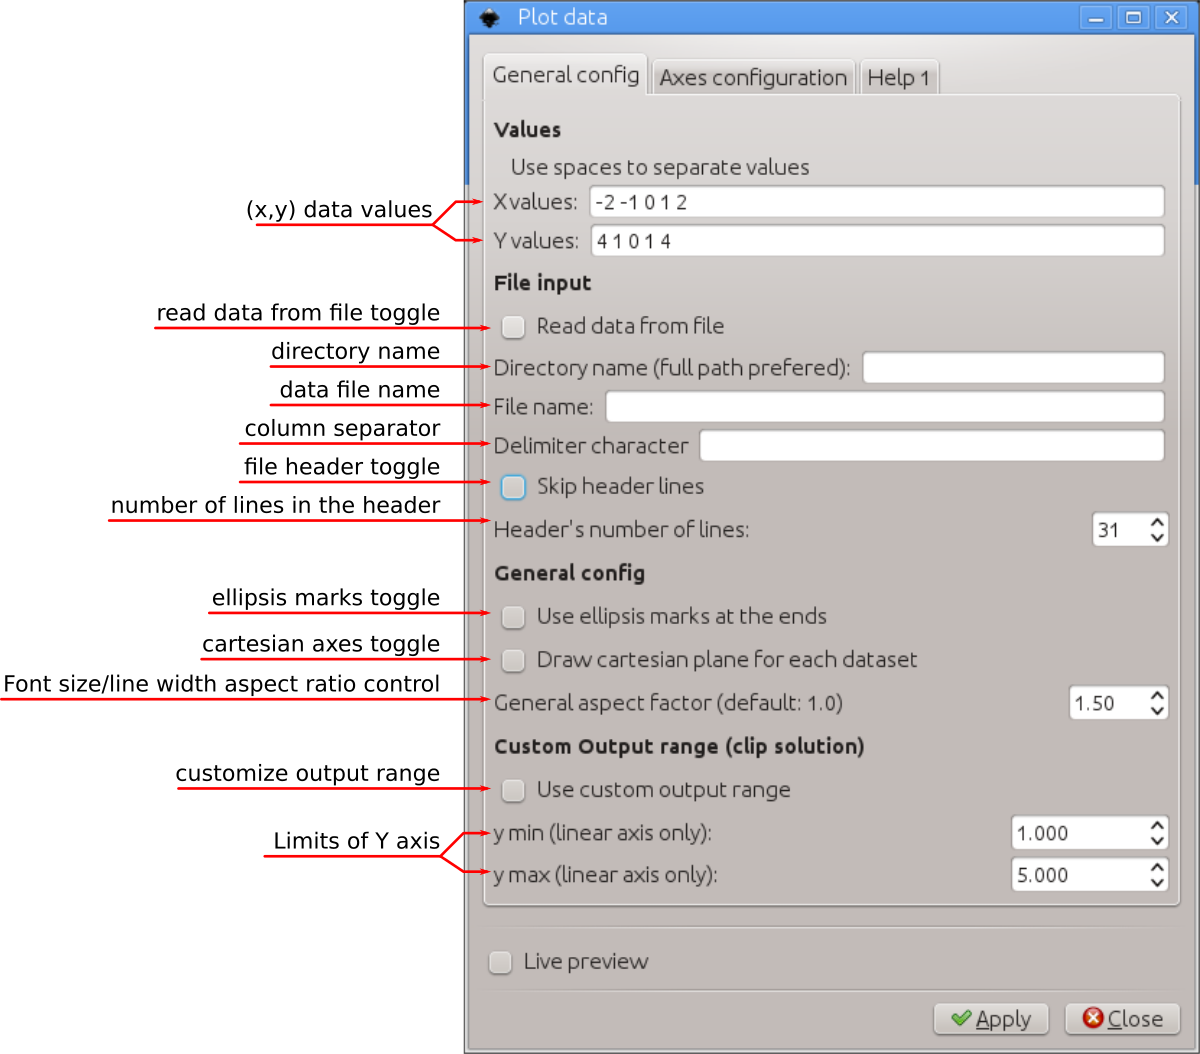 Plot data
General config
Axes configuration
Help 1
Values
Use spaces to separate values
(x,y) data values
X values: -2 -1 0 1 2
Y values: 4 1 0 1 4
File input
read data from file toggle
Read data from file
directory name
Directory name (full path prefered):
data file name
File name:
column separator
Delimiter character
file header toggle
Skip header lines
number of lines in the header
Header's number of lines: 31
General config
ellipsis marks toggle
Use ellipsis marks at the ends
cartesian axes toggle
Draw cartesian plane for each dataset
Font size/line width aspect ratio control
General aspect factor (default: 1.0) 1.50
Custom Output range (clip solution)
customize output range
Use custom output range
Limits of Y axis
y min (linear axis only): 1.000
y max (linear axis only): 5.000
Live preview
Apply
Close